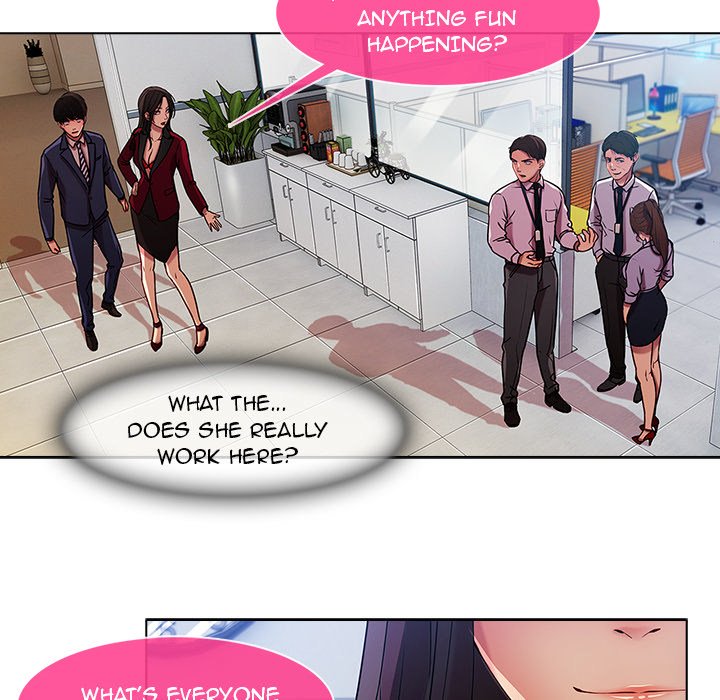 ANYTHING FUN
HAPPENING?
WHAT THE...
DOES SHE REALLY
WORK HERE?
WHAT'S EVERYONE